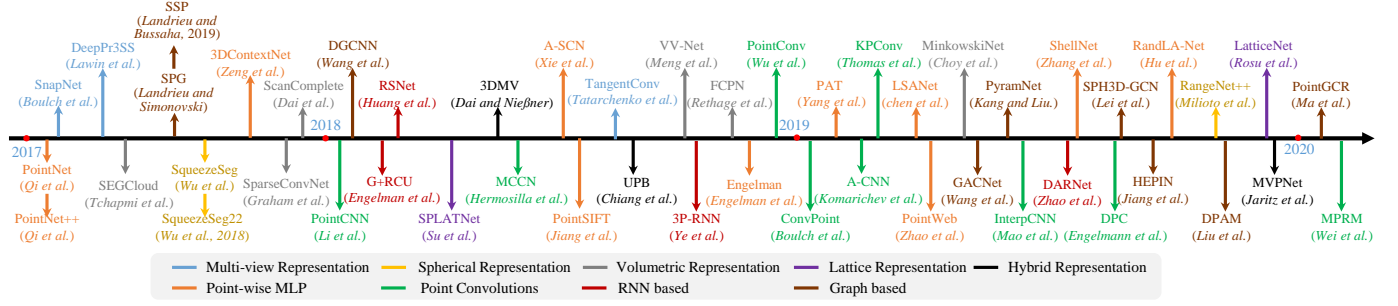 SSP
(Landrieu and
Bussaha, 2019)
DeepPr3SS
(Lawin et al.)
SPG
(Landrieu and
Simonovski)
3DContextNet
(Zeng et al.)
DGCNN
(Wang et al.)
A-SCN
(Xie et al.)
VV-Net
(Meng et al.)
PointConv
(Wu et al.)
KPConv
(Thomas et al.)
MinkowskiNet
(Choy et al.)
ShellNet
(Zhang et al.)
RandLA-Net
(Hu et al.)
LatticeNet
(Rosu et al.)
SnapNet
(Boulch et al.)
ScanComplete
(Dai et al.)
RSNet
(Huang et al.)
3DMV
(Dai and Nießner)
TangentConv
(Tatarchenko et al.)
FCPN
(Rethage et al.)
PAT
(Yang et al.)
LSANet
(chen et al.)
PyramNet
(Kang and Liu.)
SPH3D-GCN
(Lei et al.)
RangeNet++
(Milioto et al.)
PointGCR
(Ma et al.)
2017
2018
2019
2020
PointNet
(Qi et al.)
SEGCloud
(Tchapmi et al.)
SqueezeSeg
(Wu et al.)
SparseConvNet
(Graham et al.)
G+RCU
(Engelman et al.)
MCCN
(Hermosilla et al.)
UPB
(Chiang et al.)
Engelman
(Engelman et al.)
A-CNN
(Komarichev et al.)
GACNet
(Wang et al.)
DARNet
(Zhao et al.)
HEPIN
(Jiang et al.)
MVPNet
(Jaritz et al.)
PointNet++
(Qi et al.)
SqueezeSeg22
(Wu et al., 2018)
PointCNN
(Li et al.)
SPLATNet
(Su et al.)
PointSIFT
(Jiang et al.)
3P-RNN
(Ye et al.)
ConvPoint
(Boulch et al.)
PointWeb
(Zhao et al.)
InterpCNN
(Mao et al.)
DPC
(Engelmann et al.)
DPAM
(Liu et al.)
MPRM
(Wei et al.)
Multi-view Representation
Spherical Representation
Volumetric Representation
Lattice Representation
Hybrid Representation
Point-wise MLP
Point Convolutions
RNN based
Graph based